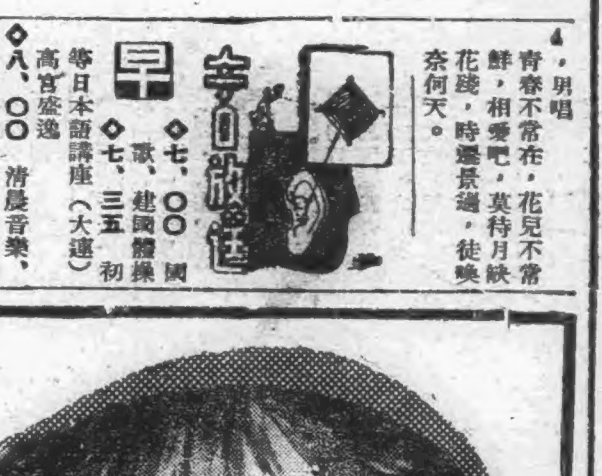 4，男唱
青春不常在，花兒不常
鮮，相愛吧，莫待月缺
花殘，時過景遷，徒喚
奈何天。
今日放送
早
◇七、〇〇　國
歌、建國體操
◇七、三五　初
等日本語講座（大連）
高宮盛逸
◇八、〇〇　清晨音樂、